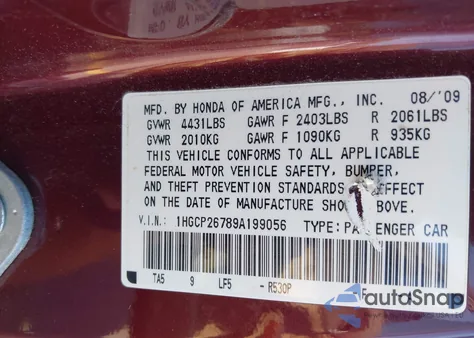 08/'09
MFD. BY HONDA OF AMERICA MFG., INC.
GVWR 4431LBS GAWR F 2403LBS R 2061LBS
GVWR 2010KG GAWR F 1090KG R 935KG
THIS VEHICLE CONFORMS TO ALL APPLICABLE
FEDERAL MOTOR VEHICLE SAFETY, BUMPER,
AND THEFT PREVENTION STANDARDS EFFECT
ON THE DATE OF MANUFACTURE
V.I.N.: 1HGCP26789A199056 TYPE: CAR
TA5 9 LF5 R530P
autoSnap